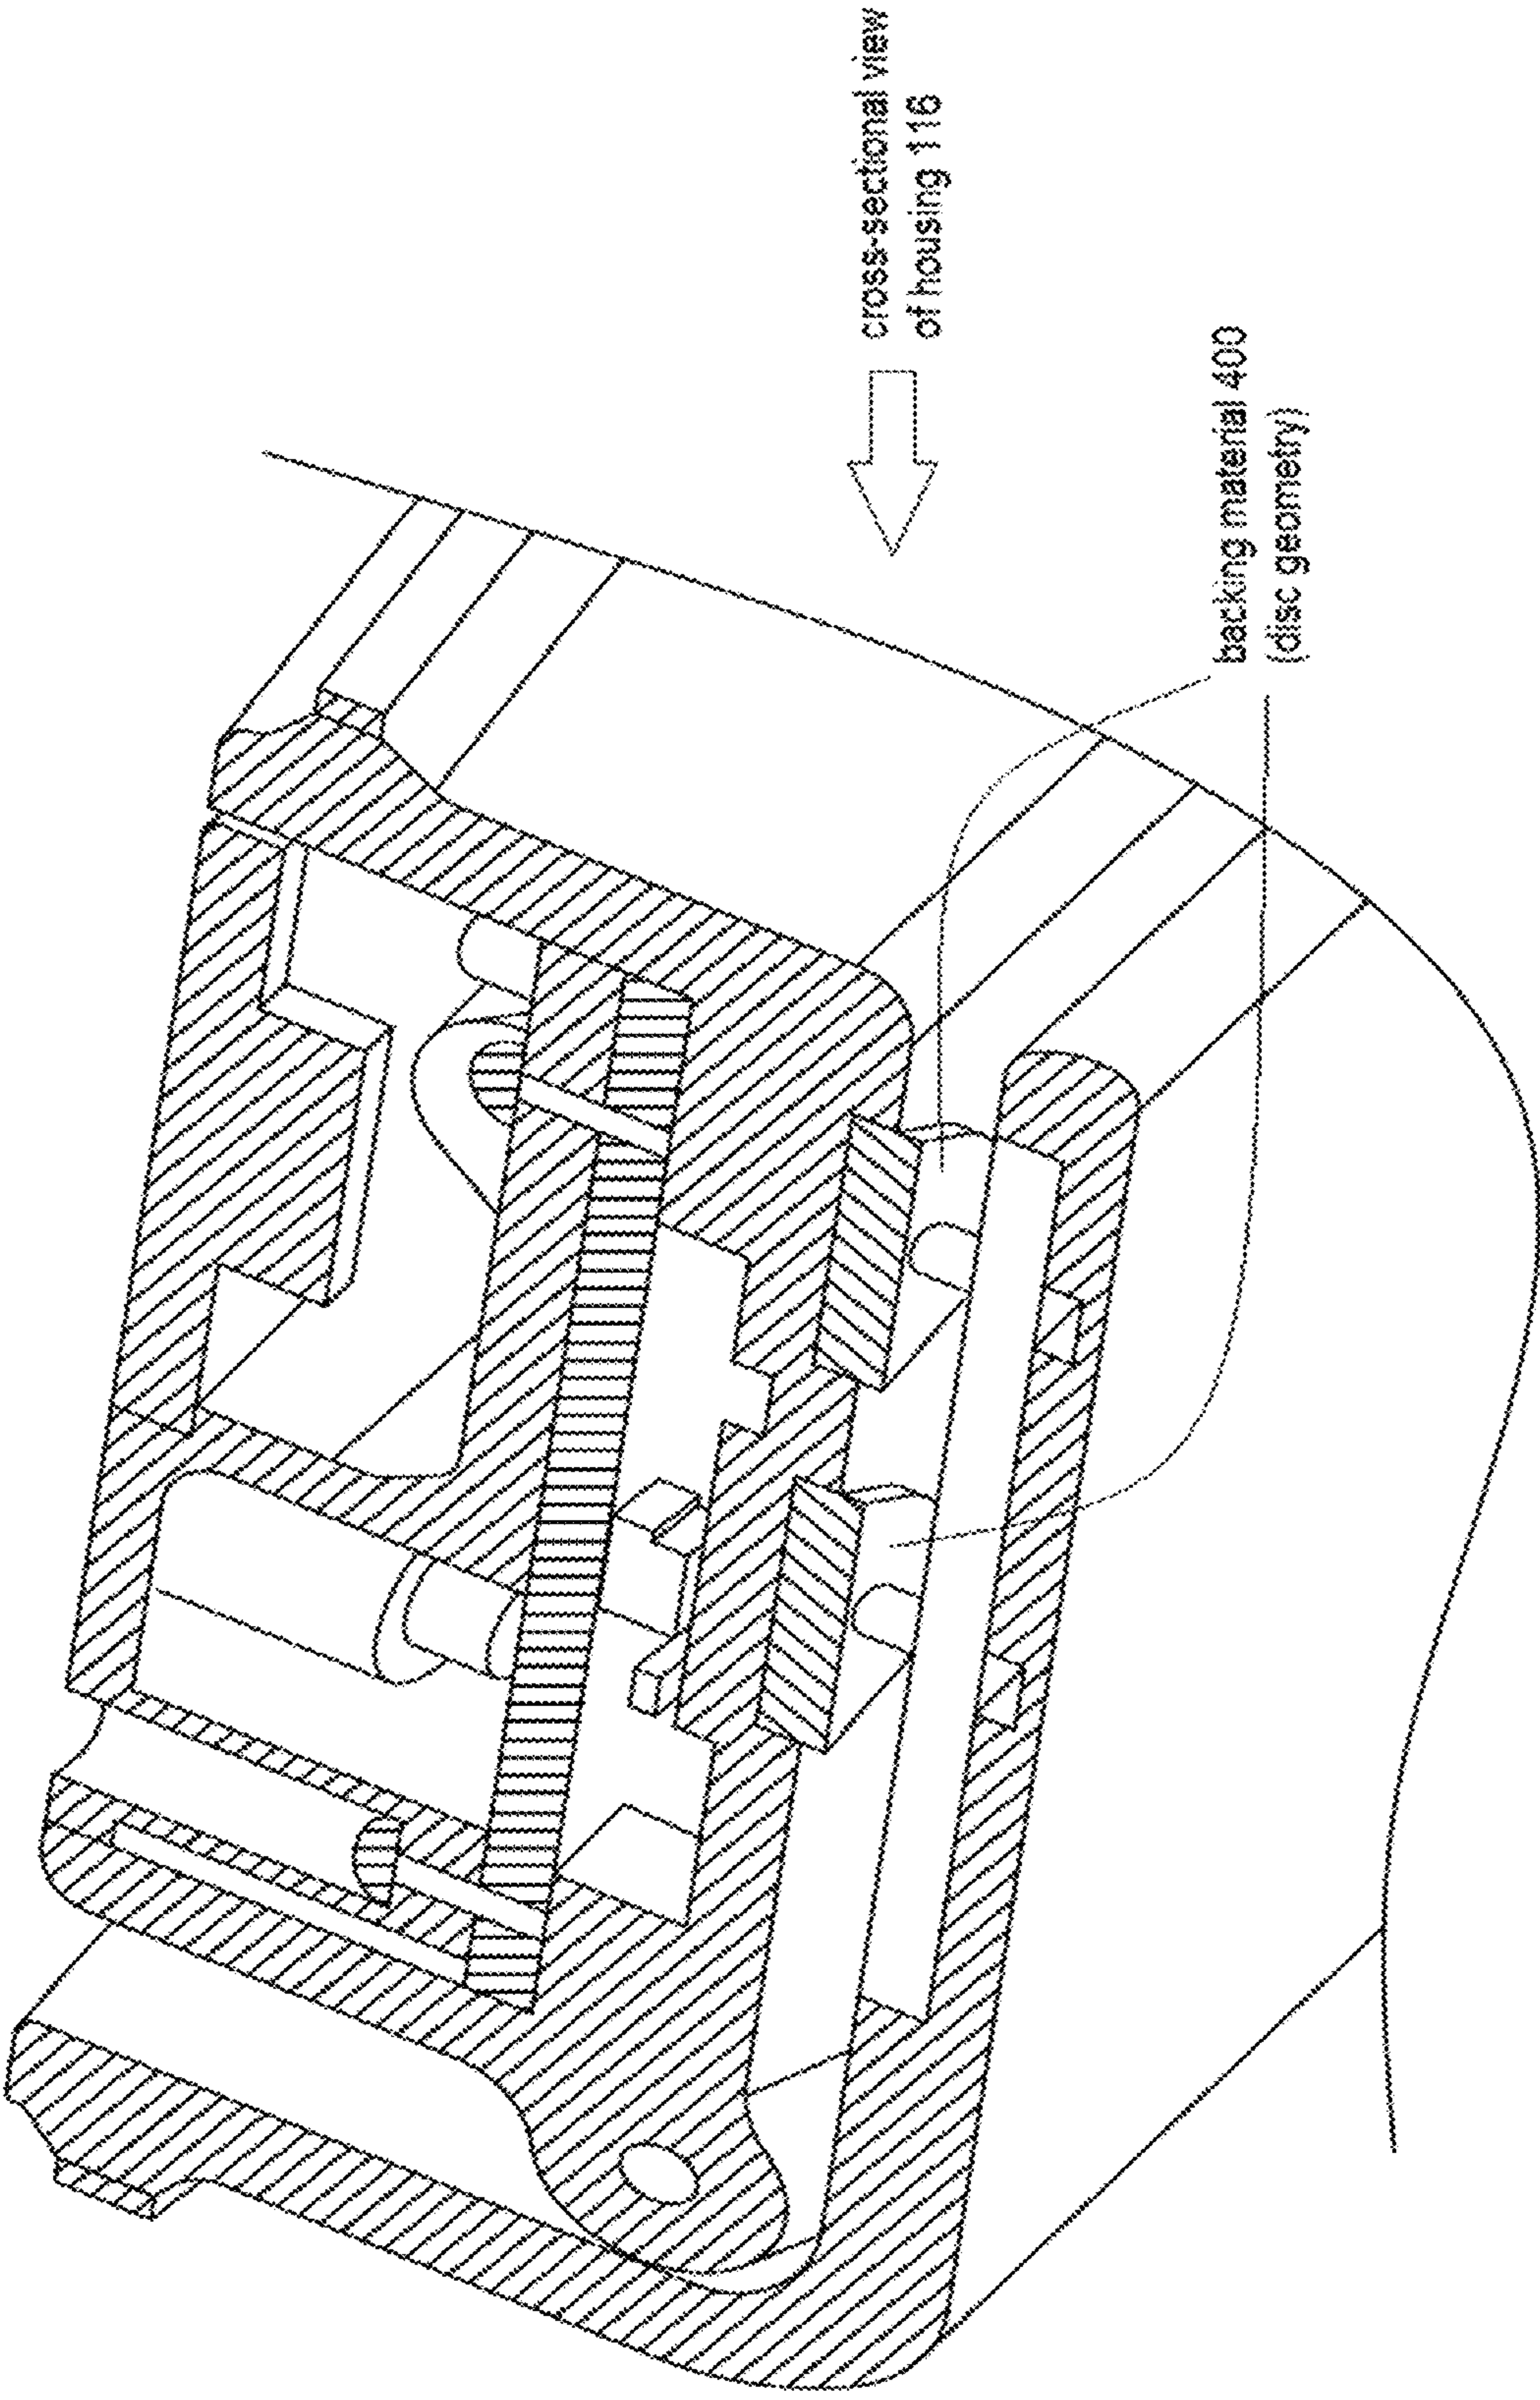 cross-sectional view
of housing 116
backing material 400
(disc geometry)